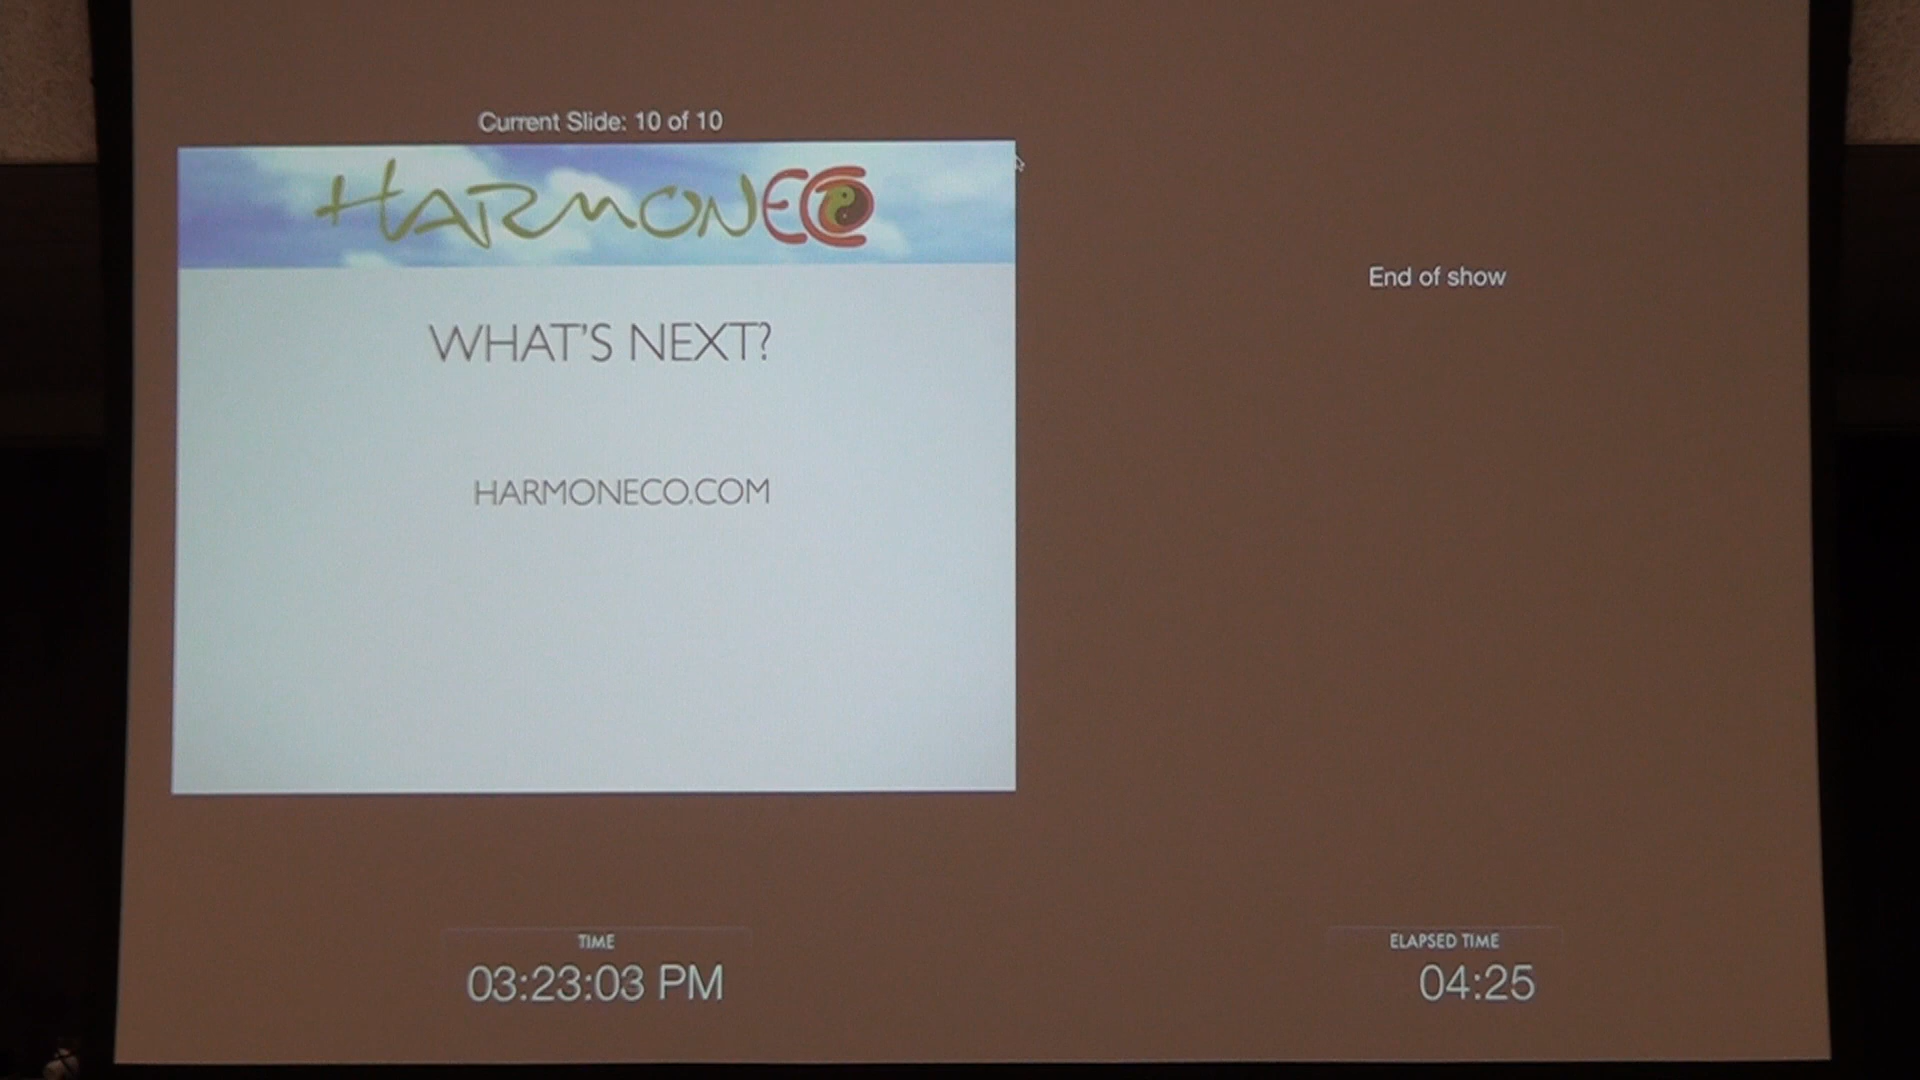 Current Slide: 10 of 10
HARMONECO
WHAT'S NEXT?
HARMONECO.COM
End of show
TIME
03:23:03 PM
ELAPSED TIME
04:25